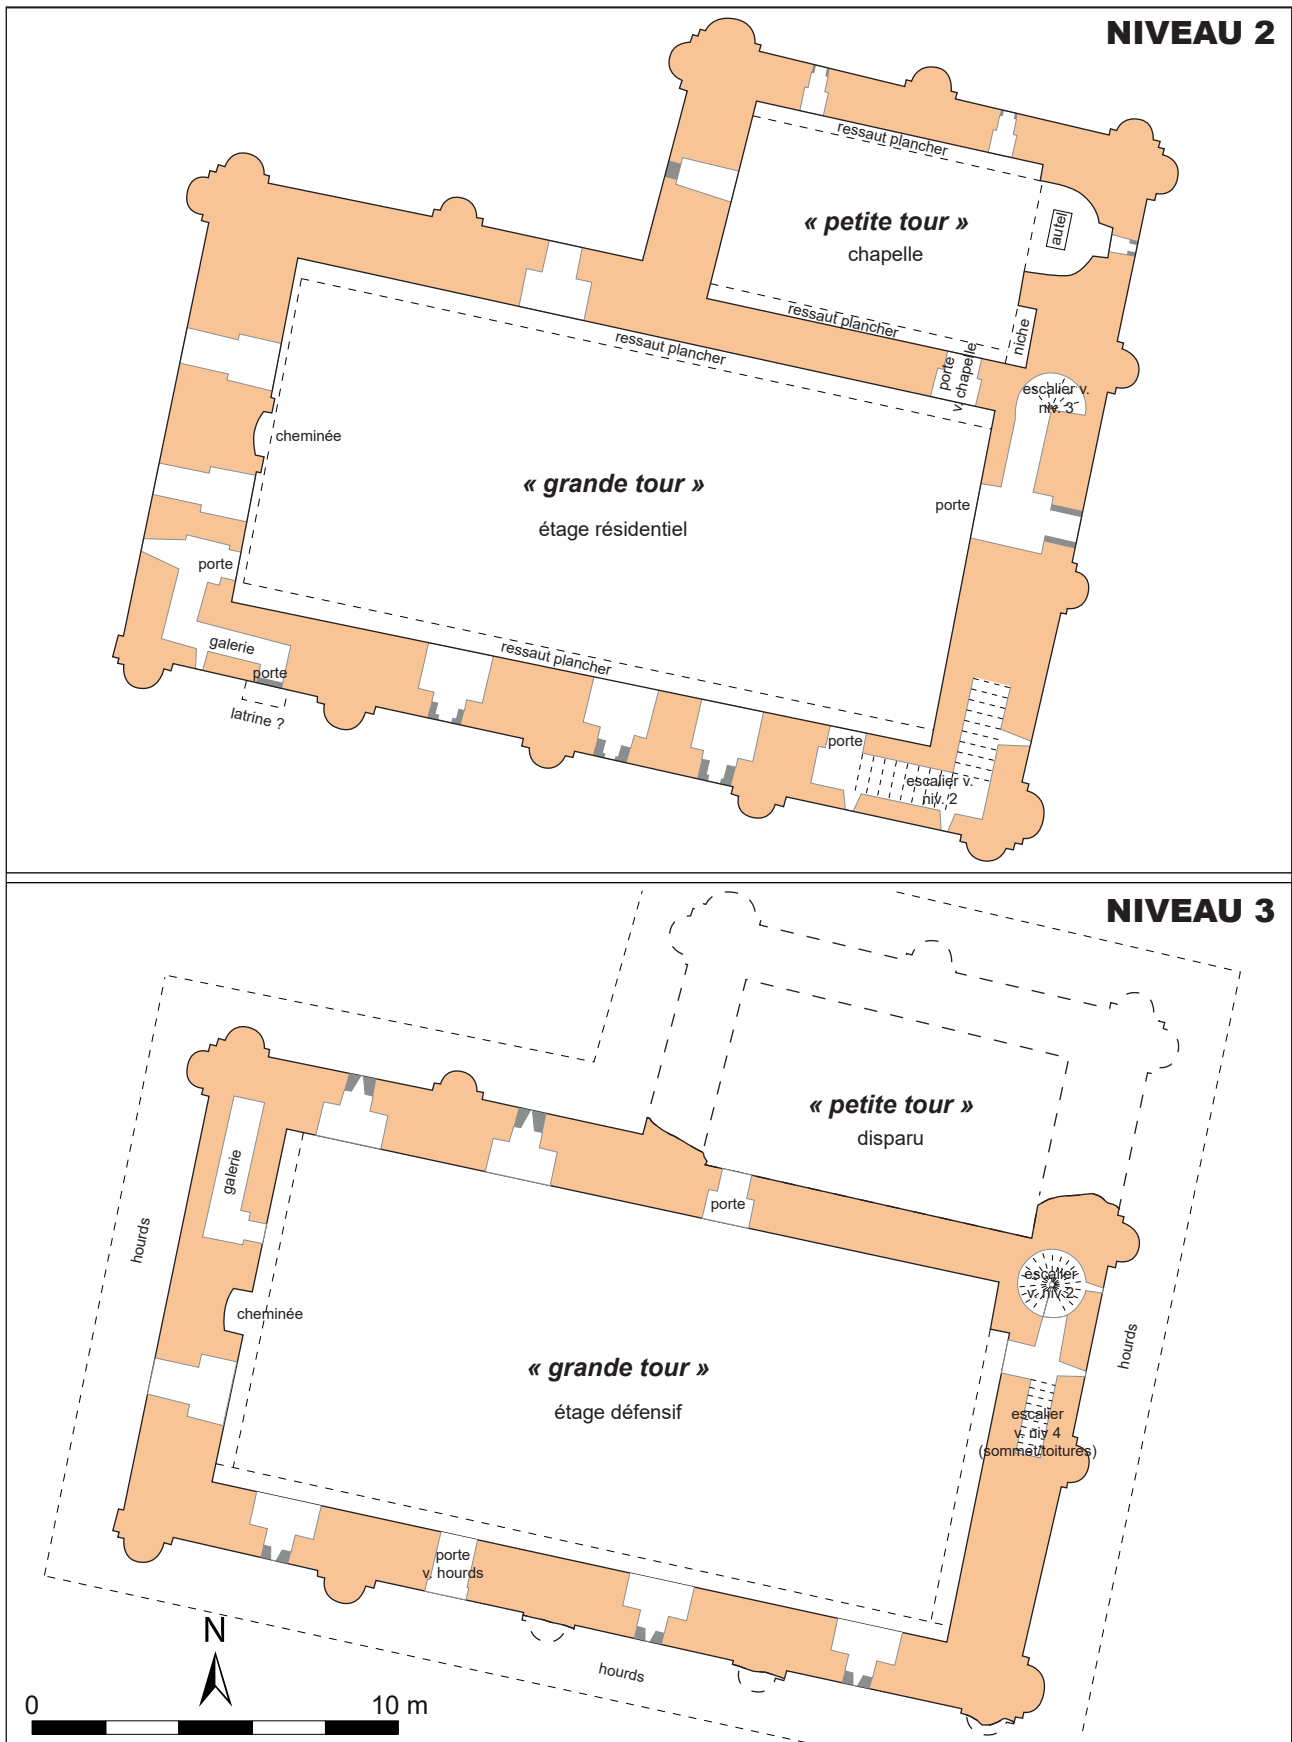 NIVEAU 2
ressaut plancher
« petite tour »
chapelle
autel
ressaut plancher
niche
ressaut plancher
porte
v. chapelle
escalier v.
niv. 3
cheminée
« grande tour »
étage résidentiel
porte
porte
galerie
porte
latrine ?
ressaut plancher
porte
escalier v.
niv. 2
NIVEAU 3
« petite tour »
disparu
galerie
porte
hourds
escalier
v. niv 2
cheminée
hourds
« grande tour »
étage défensif
escalier
v. niv 4
(sommet/toitures)
porte
v. hourds
hourds
N
0
10 m